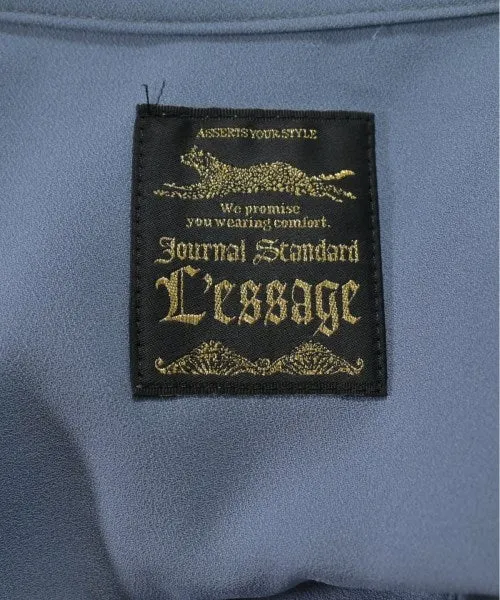 ASSERTS YOUR STYLE
We promise
you wearing comfort.
Journal Standard
L'essage